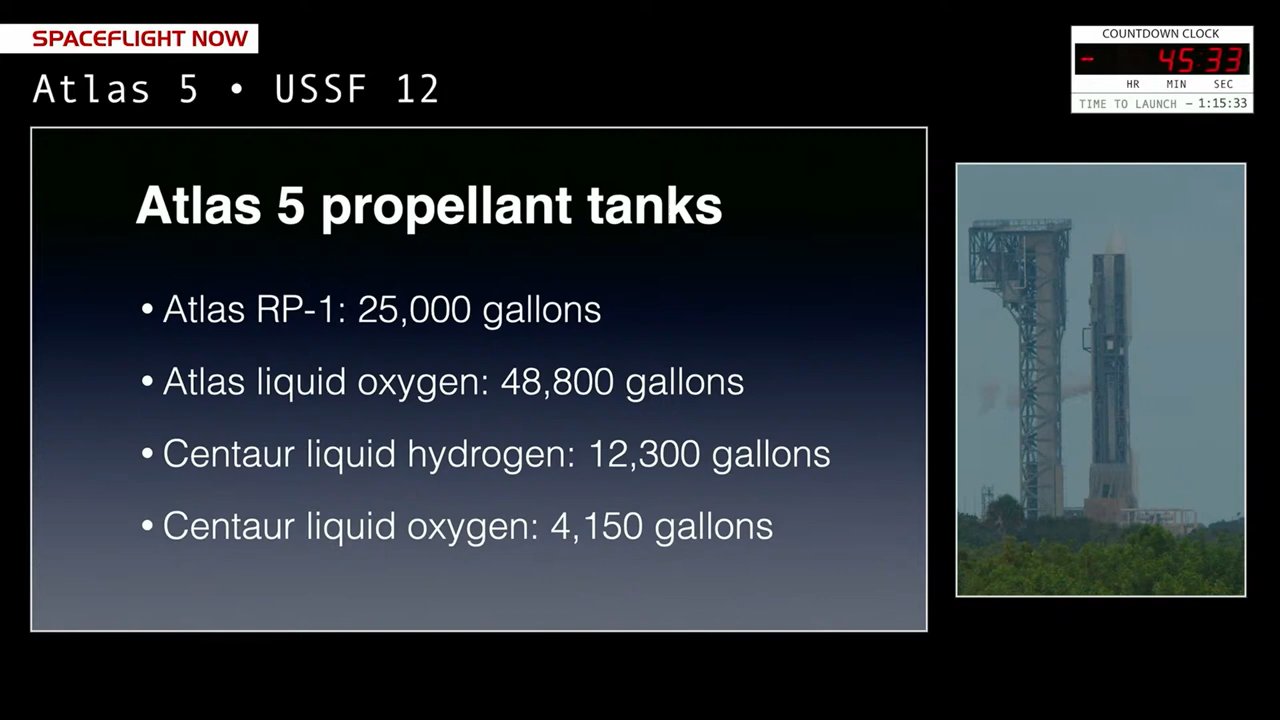 SPACEFLIGHT NOW
Atlas 5 • USSF 12
COUNTDOWN CLOCK
- 45:33
HR MIN SEC
TIME TO LAUNCH - 1:15:33
Atlas 5 propellant tanks
• Atlas RP-1: 25,000 gallons
• Atlas liquid oxygen: 48,800 gallons
• Centaur liquid hydrogen: 12,300 gallons
• Centaur liquid oxygen: 4,150 gallons